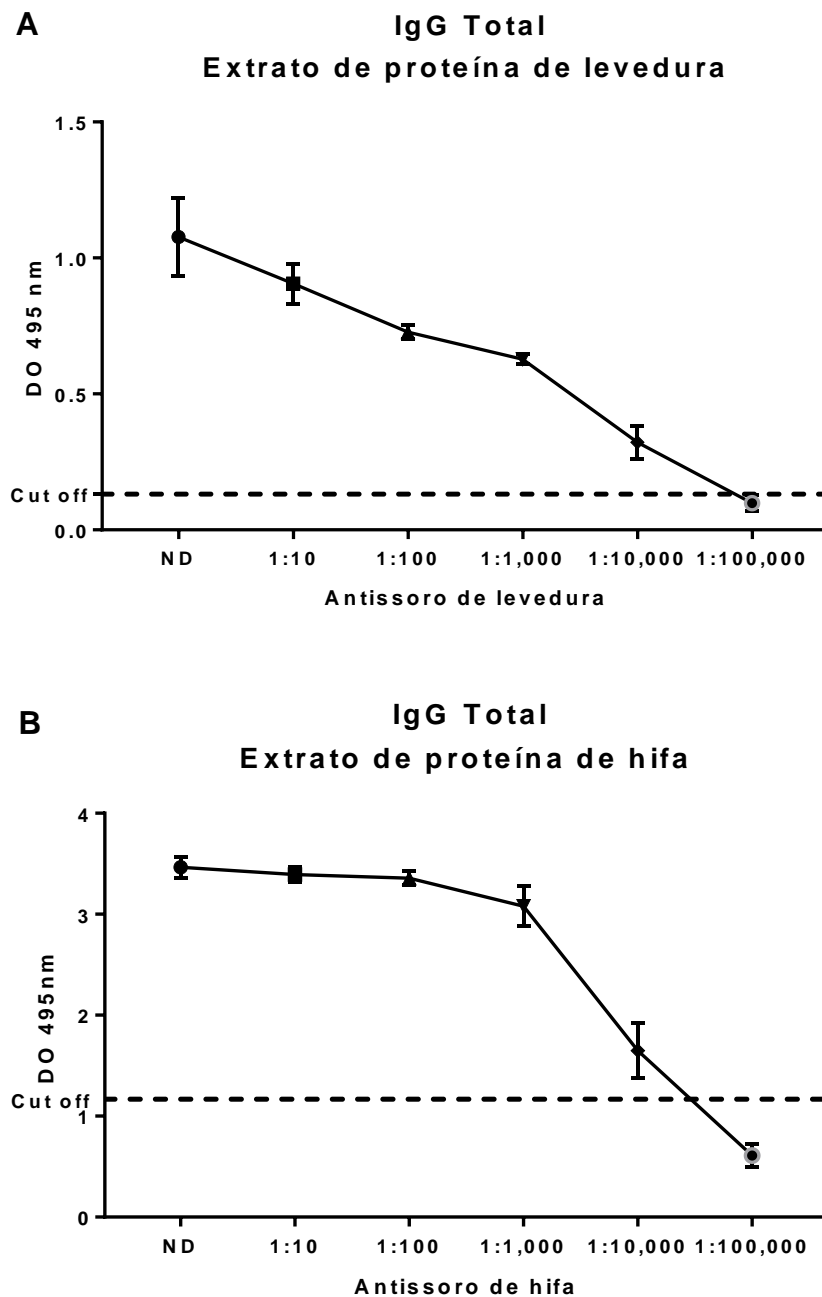 A
IgG Total
Extrato de proteína de levedura
DO 495 nm
1.5
1.0
0.5
Cut off
0.0
ND 1:10 1:100 1:1,000 1:10,000 1:100,000
Antissoro de levedura
B
IgG Total
Extrato de proteína de hifa
DO 495nm
4
3
2
Cut off
1
0
ND 1:10 1:100 1:1,000 1:10,000 1:100,000
Antissoro de hifa